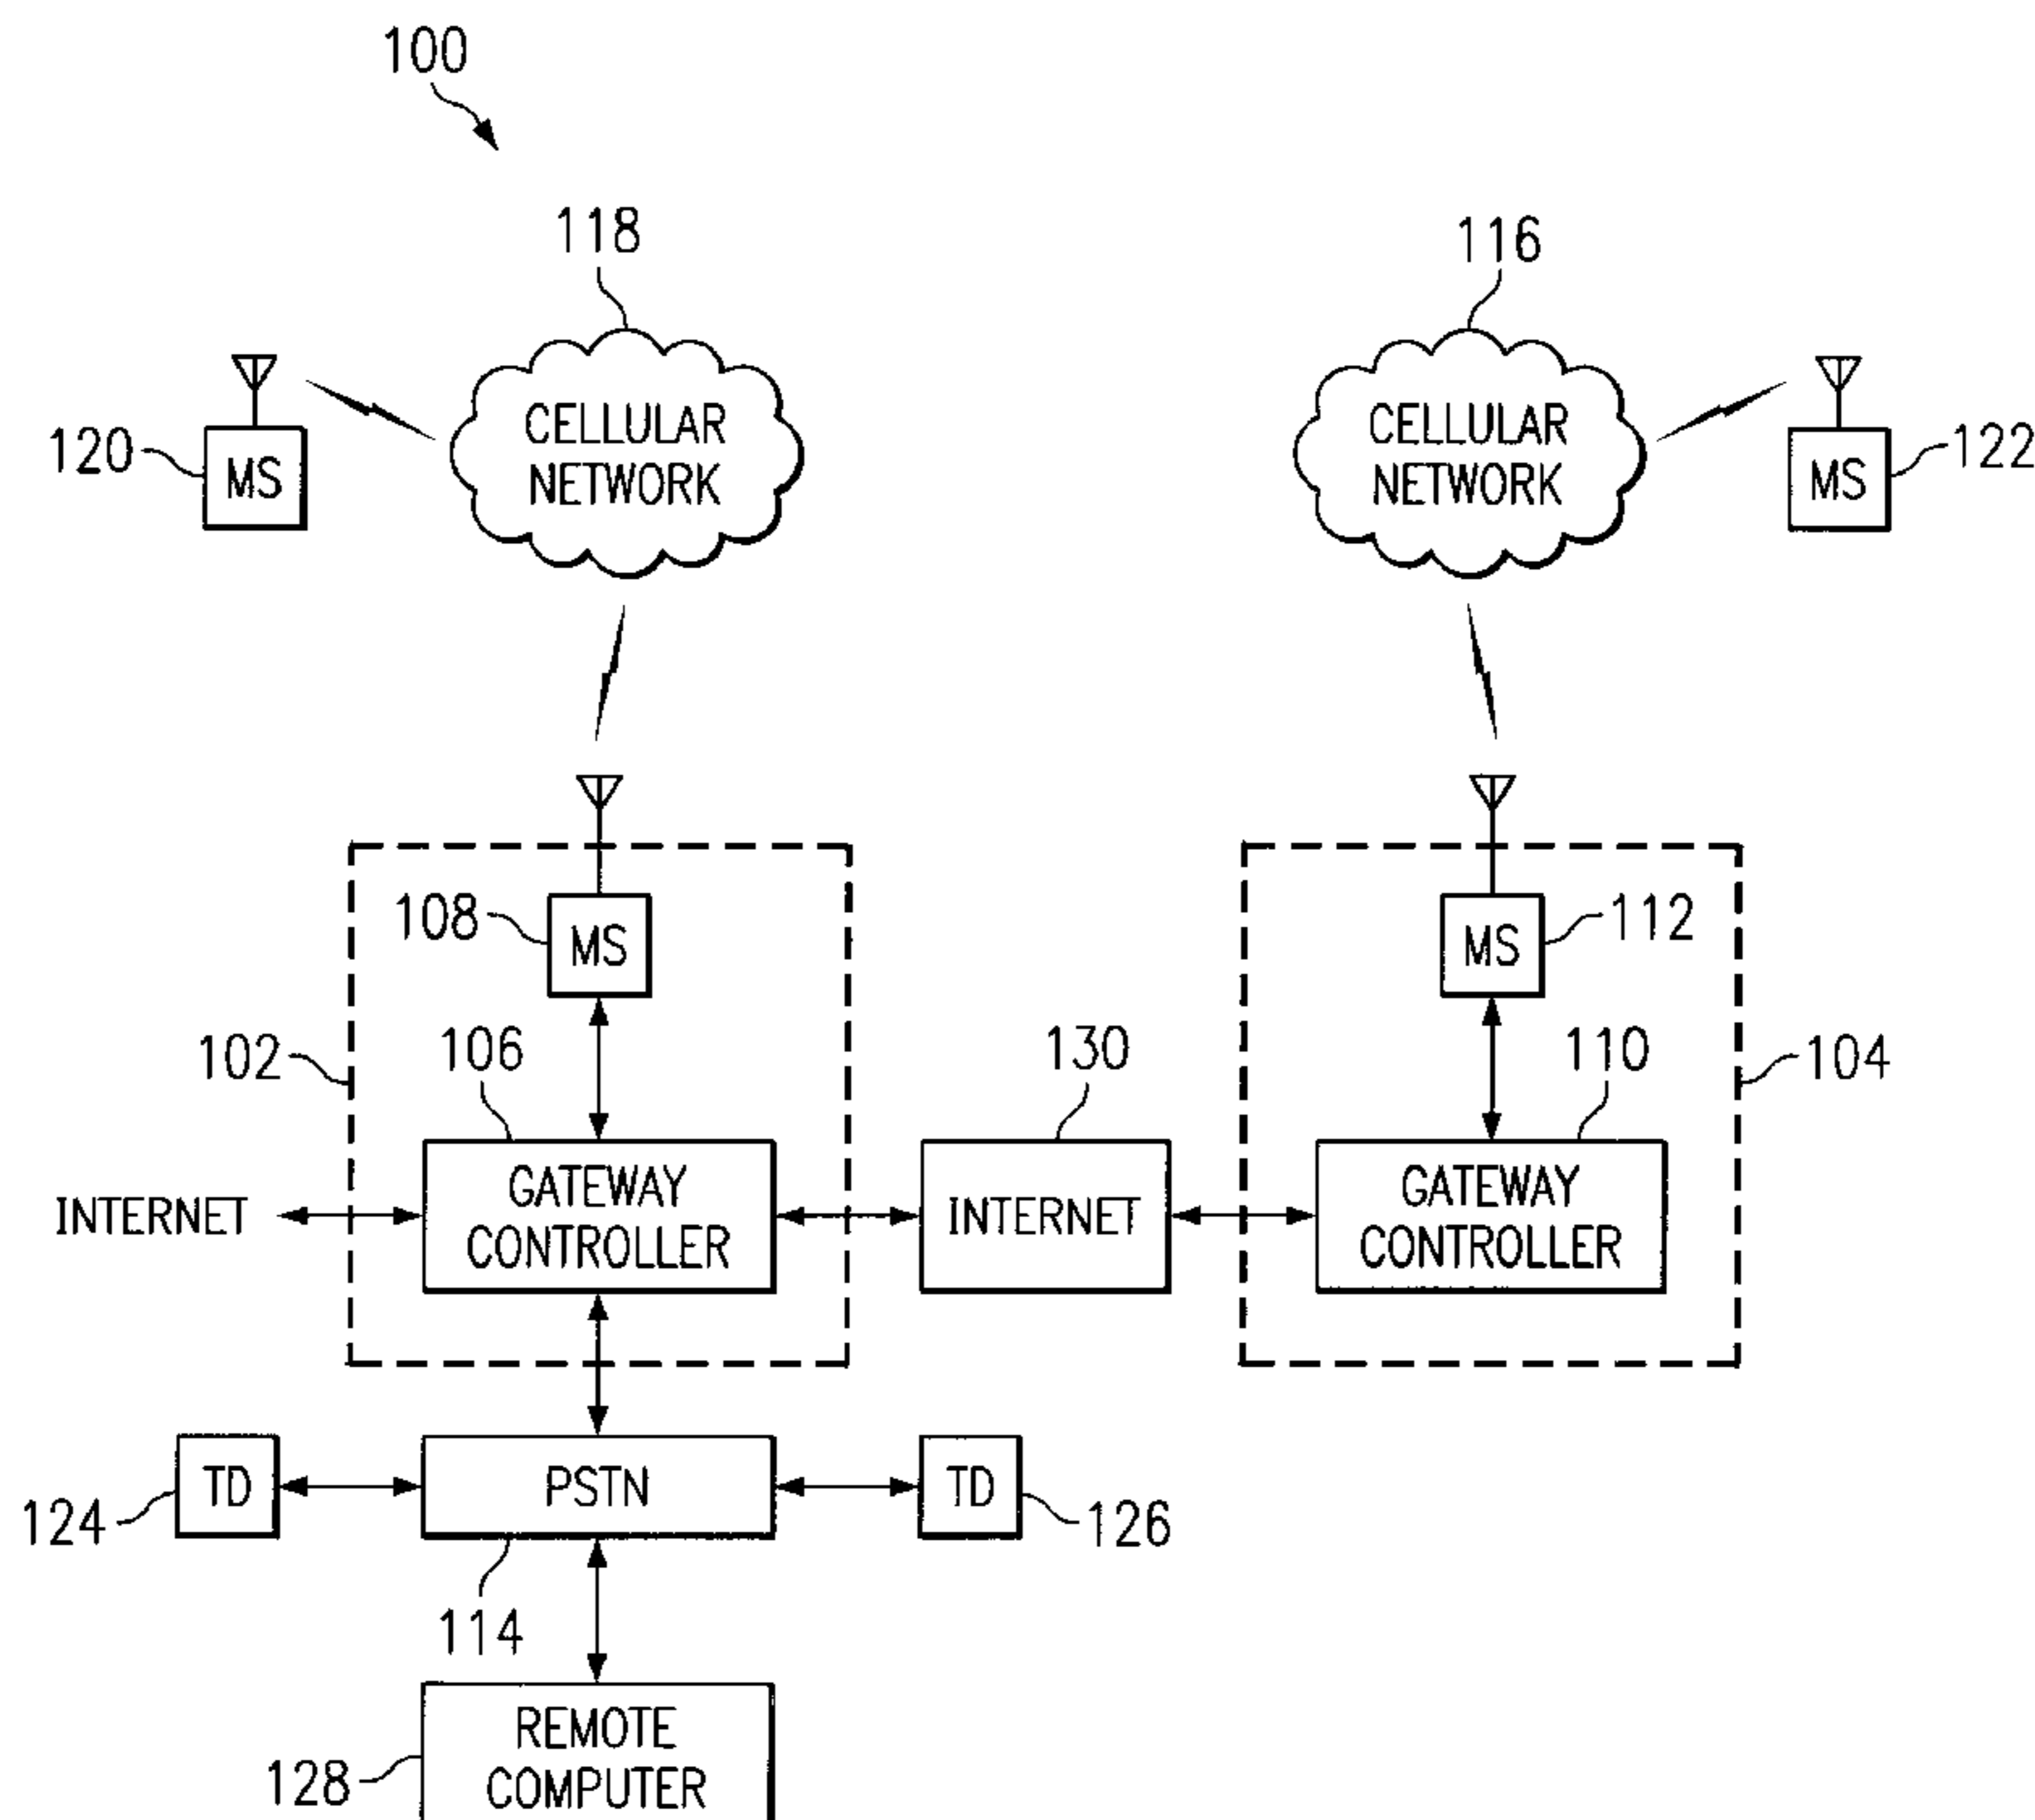 100
118
116
CELLULAR
NETWORK
CELLULAR
NETWORK
120
MS
MS
122
108
MS
MS
112
102
106
130
110
104
INTERNET
GATEWAY
CONTROLLER
INTERNET
GATEWAY
CONTROLLER
124
TD
PSTN
TD
126
114
128
REMOTE
COMPUTER